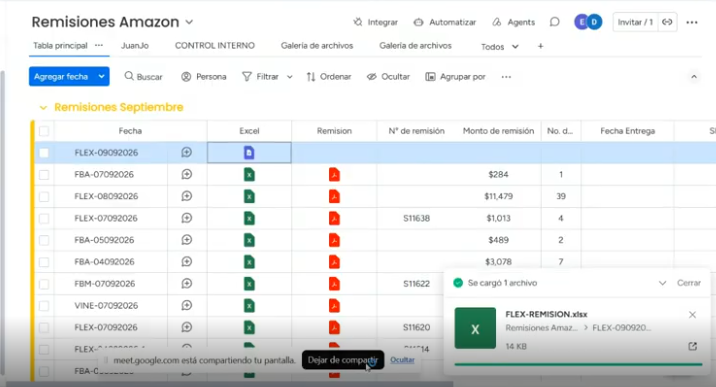 Remisiones Amazon
Integrar
Automatizar
Agents
E
D
Invitar / 1
Tabla principal
JuanJo
CONTROL INTERNO
Galería de archivos
Galería de archivos
Todos
+
Agregar fecha
Buscar
Persona
Filtrar
Ordenar
Ocultar
Agrupar por
Remisiones Septiembre
Fecha Excel Remision N° de remisión Monto de remisión No. d... Fecha Entrega
FLEX-09092026
FBA-07092026 $284 1
FLEX-08092026 $11,479 39
FLEX-07092026 S11638 $1,013 4
FBA-05092026 $489 2
FBA-04092026 $3,078 7
FBM-07092026 S11622
VINE-07092026
FLEX-07092026 S11620
Se cargó 1 archivo
Cerrar
FLEX-REMISION.xlsx
Remisiones Amaz... > FLEX-090920...
14 KB
meet.google.com está compartiendo tu pantalla.
Dejar de compartir
Ocultar